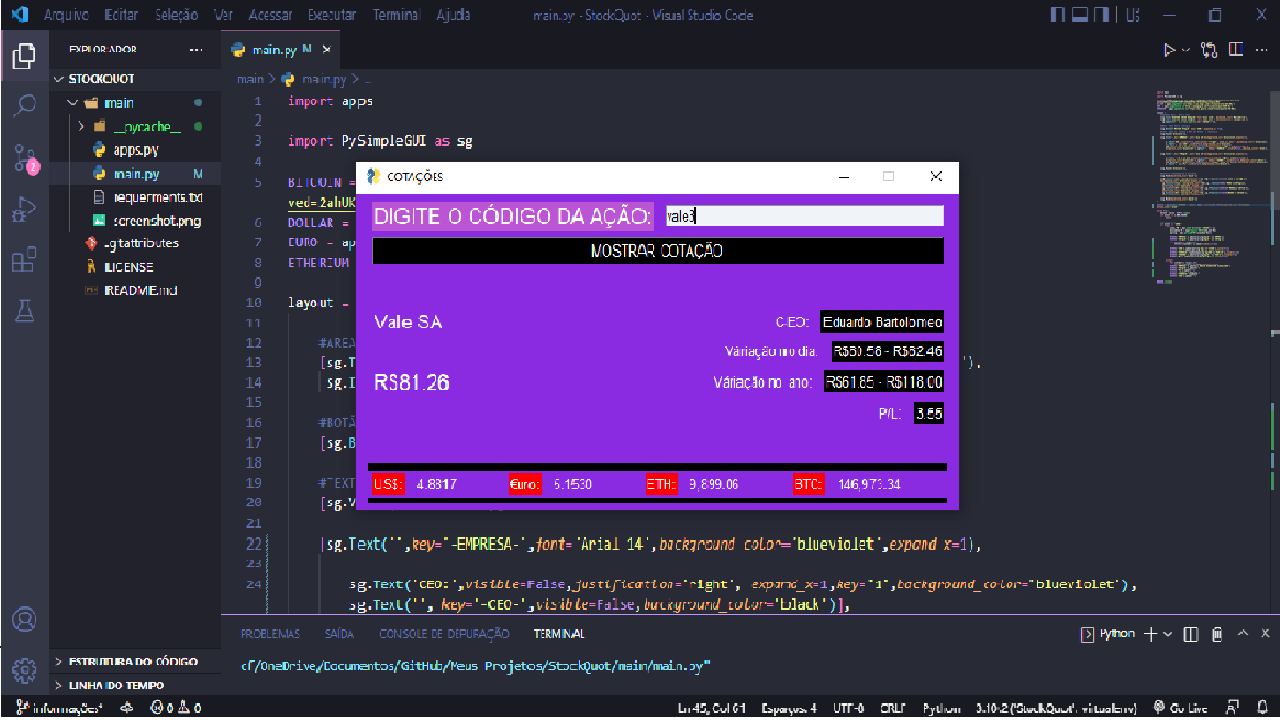 Arquivo Editar Seleção Ver Acessar Executar Terminal Ajuda main.py - StockQuot - Visual Studio Code
EXPLORADOR ...
main.py M
STOCKQUOT
main > main.py > ...
main
__pycache__
apps.py
main.py M
requerments.txt
screenshot.png
.gitattributes
LICENSE
README.md
ESTRUTURA DO CÓDIGO
LINHA DO TEMPO
1 import apps
2
3 import PySimpleGUI as sg
4
5 BITCOIN =
ved=2ahUK
6 DOLLAR =
7 EURO = ap
8 ETHERIUM
9
10 layout =
11
12 #AREA
13 [sg.T '),
14 sg.I
15
16 #BOTÃ
17 [sg.B
18
19 #TEXT
20 [sg.V
21
22 [sg.Text('',key='-EMPRESA-',font='Arial 14',background_color='blueviolet',expand_x=1),
23
24 sg.Text('CEO:',visible=False,justification='right', expand_x=1,key='1',background_color='blueviolet'),
sg.Text('', key='-CEO-',visible=False,background_color='black')],
COTAÇÕES
DIGITE O CÓDIGO DA AÇÃO: vale3
MOSTRAR COTAÇÃO
Vale SA
CEO: Eduardo Bartolomeo
Váriação no dia:
R$81.26
Váriação no ano: R$61.85 - R$118.00
P/L: 3.55
US$: 4.8317 €uro: 5.1530 ETH: 9,899.06 BTC: 146,973.34
PROBLEMAS SAÍDA CONSOLE DE DEPURAÇÃO TERMINAL
Python
cf/OneDrive/Documentos/GitHub/Meus Projetos/StockQuot/main/main.py"
informações* 0 0
Ln 45, Col 61 Espaços: 4 UTF-8 CRLF Python 3.10.2 ('StockQuot': virtualenv) Go Live